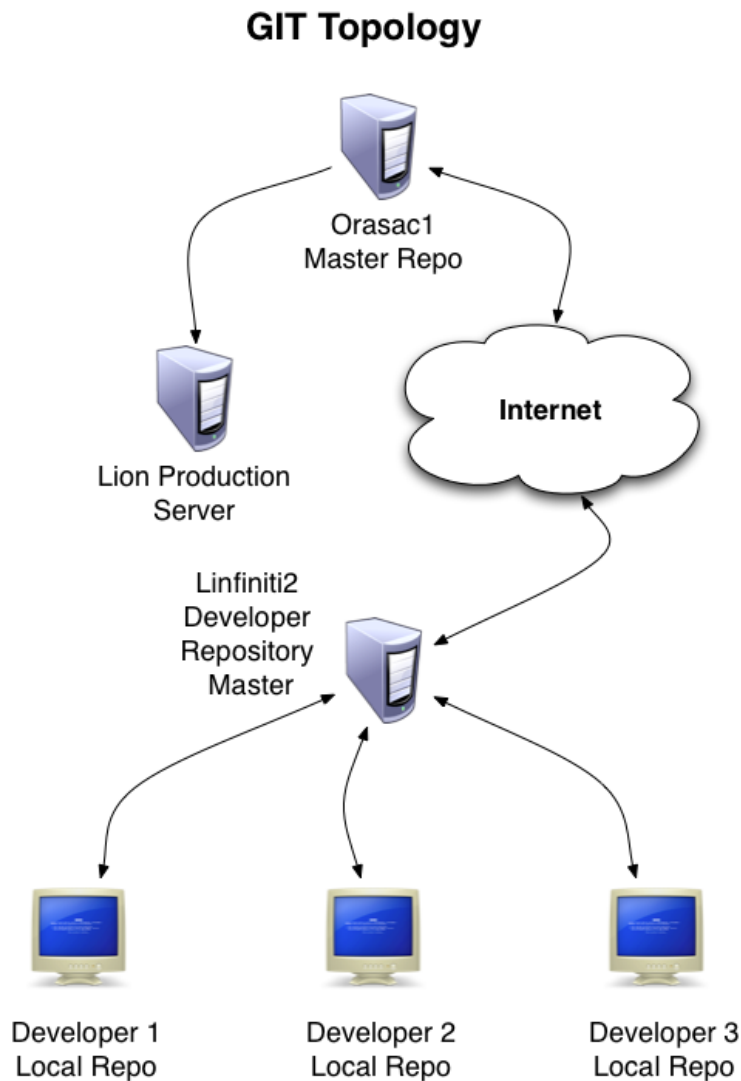 GIT Topology
Orasac1
Master Repo
Internet
Lion Production
Server
Linfiniti2
Developer
Repository
Master
Developer 1
Local Repo
Developer 2
Local Repo
Developer 3
Local Repo